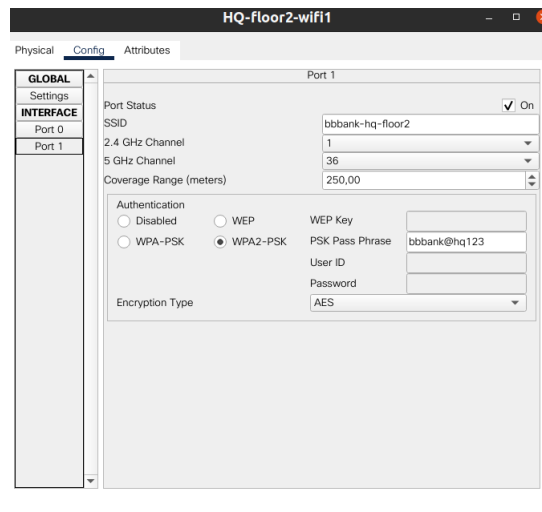 HQ-floor2-wifi1
Physical Config Attributes
GLOBAL
Settings
INTERFACE
Port 0
Port 1
Port 1
Port Status On
SSID bbbank-hq-floor2
2.4 GHz Channel 1
5 GHz Channel 36
Coverage Range (meters) 250,00
Authentication
Disabled WEP WEP Key
WPA-PSK WPA2-PSK PSK Pass Phrase bbbank@hq123
User ID
Password
Encryption Type AES